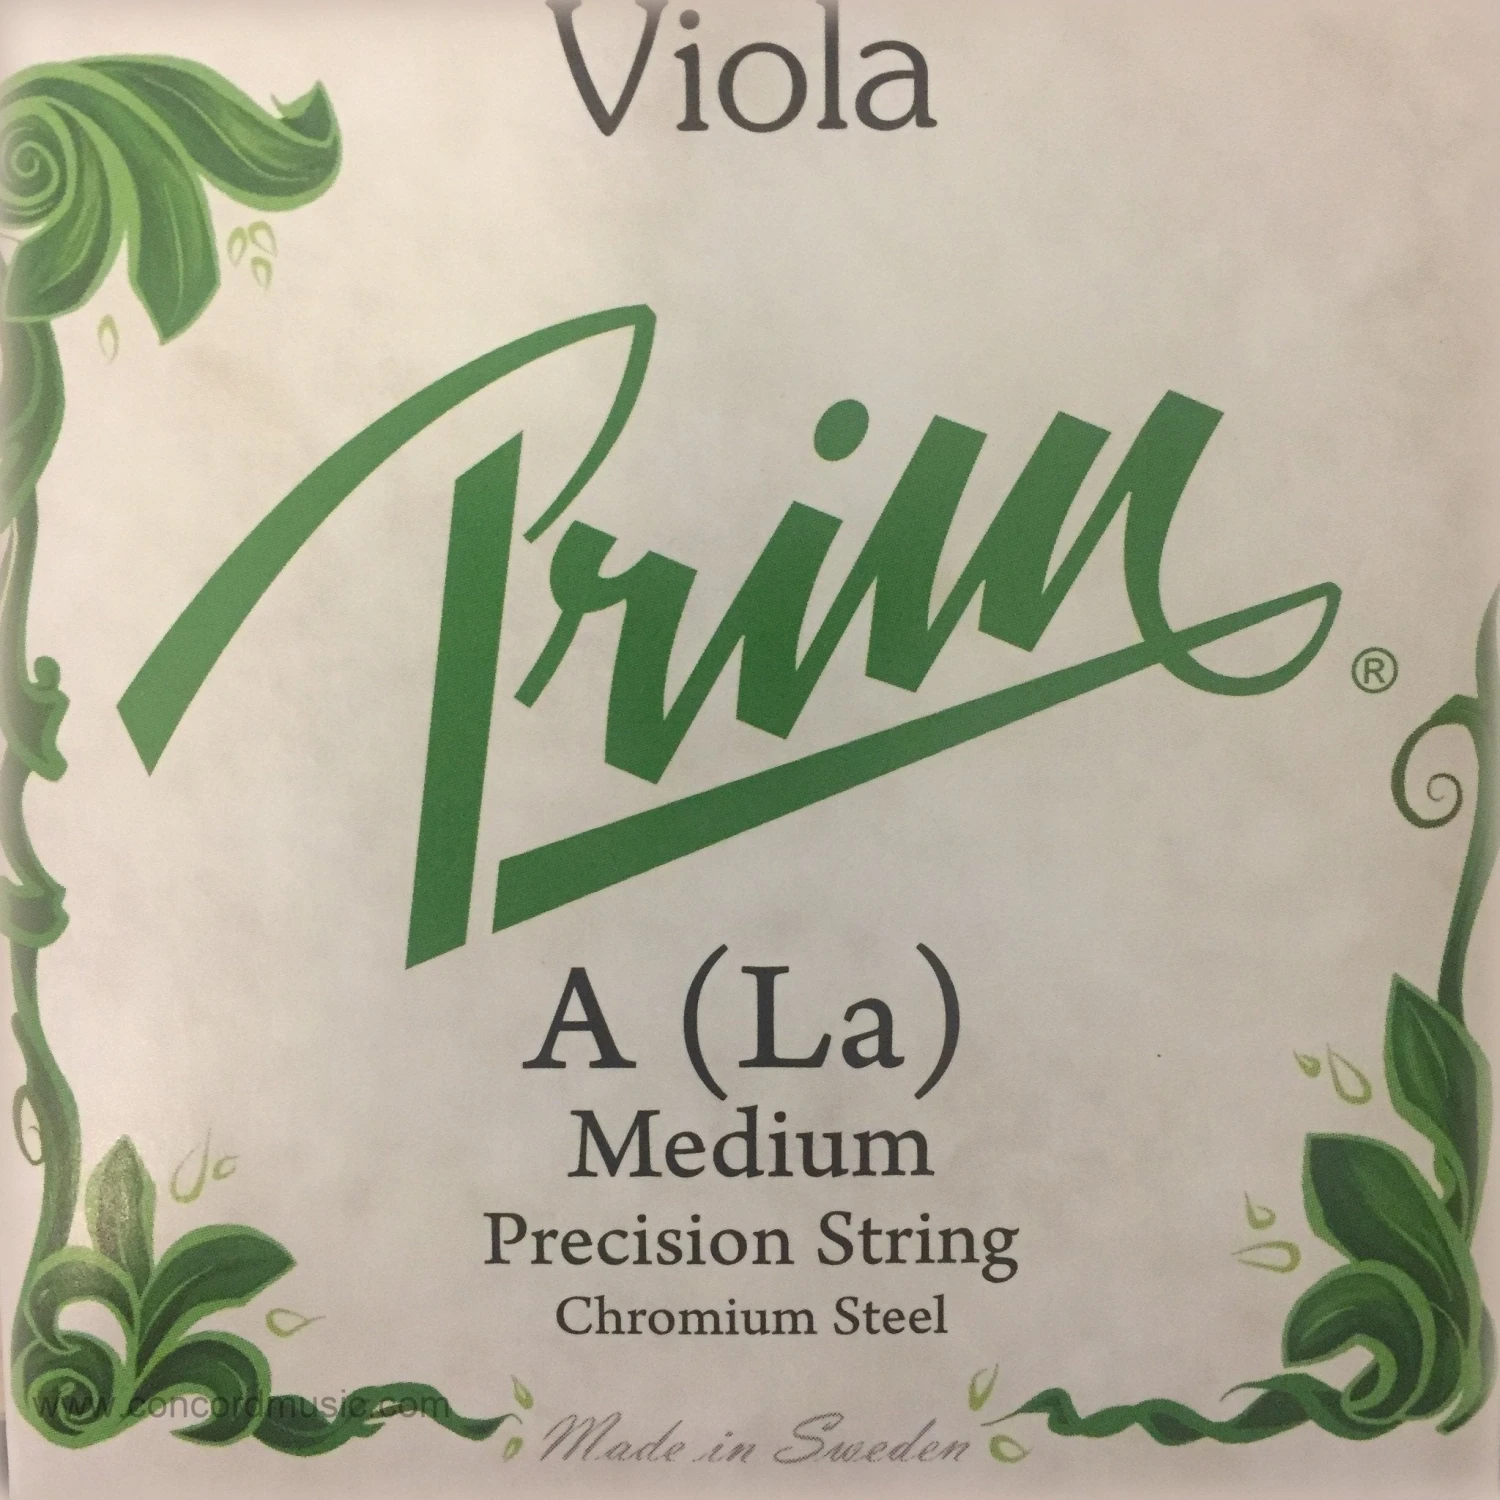 Viola
Prim®
A (La)
Medium
Precision String
Chromium Steel
www.concordmusic.com
Made in Sweden